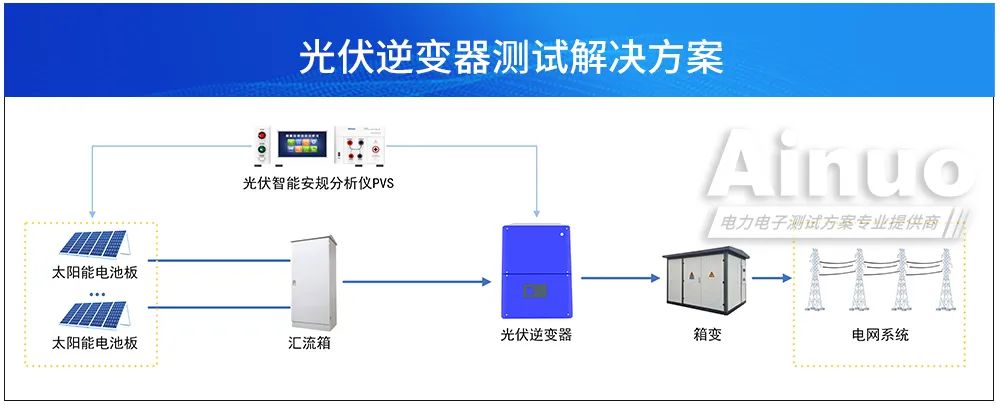 光伏逆变器测试解决方案
光伏智能安规分析仪PVS
Ainuo
电力电子测试方案专业提供商
太阳能电池板
太阳能电池板
汇流箱
光伏逆变器
箱变
电网系统